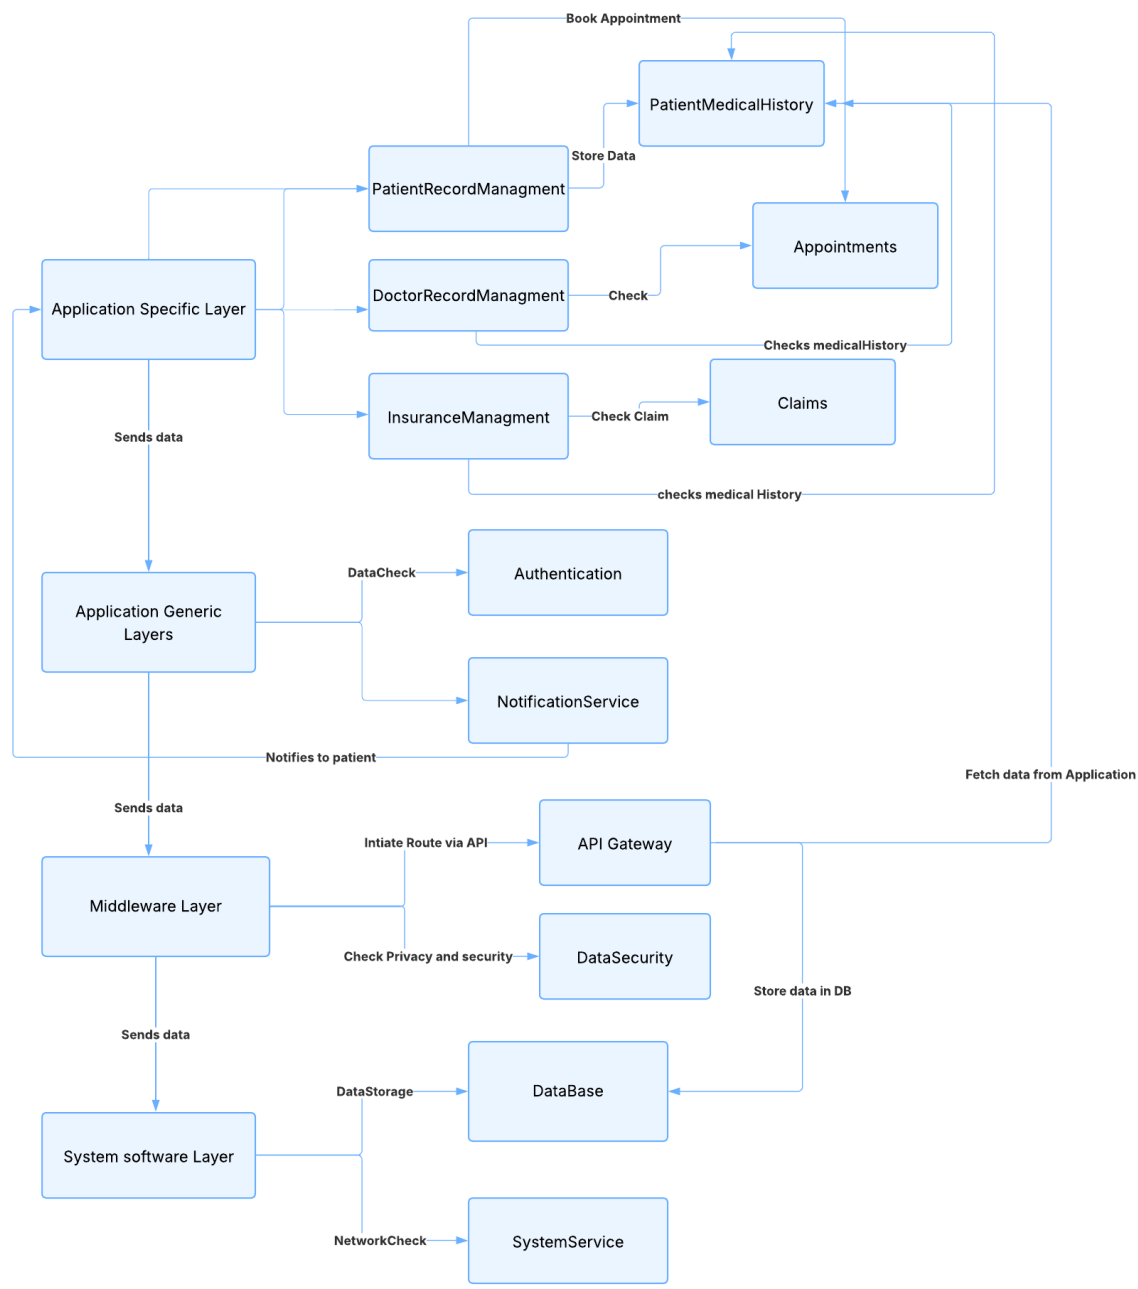 Book Appointment
PatientMedicalHistory
Store Data
PatientRecordManagment
Appointments
DoctorRecordManagment
Check
Application Specific Layer
Checks medicalHistory
Claims
InsuranceManagment
Check Claim
Sends data
checks medical History
DataCheck
Authentication
Application Generic
Layers
NotificationService
Notifies to patient
Fetch data from Application
Sends data
Intiate Route via API
API Gateway
Middleware Layer
Check Privacy and security
DataSecurity
Store data in DB
Sends data
DataStorage
DataBase
System software Layer
NetworkCheck
SystemService